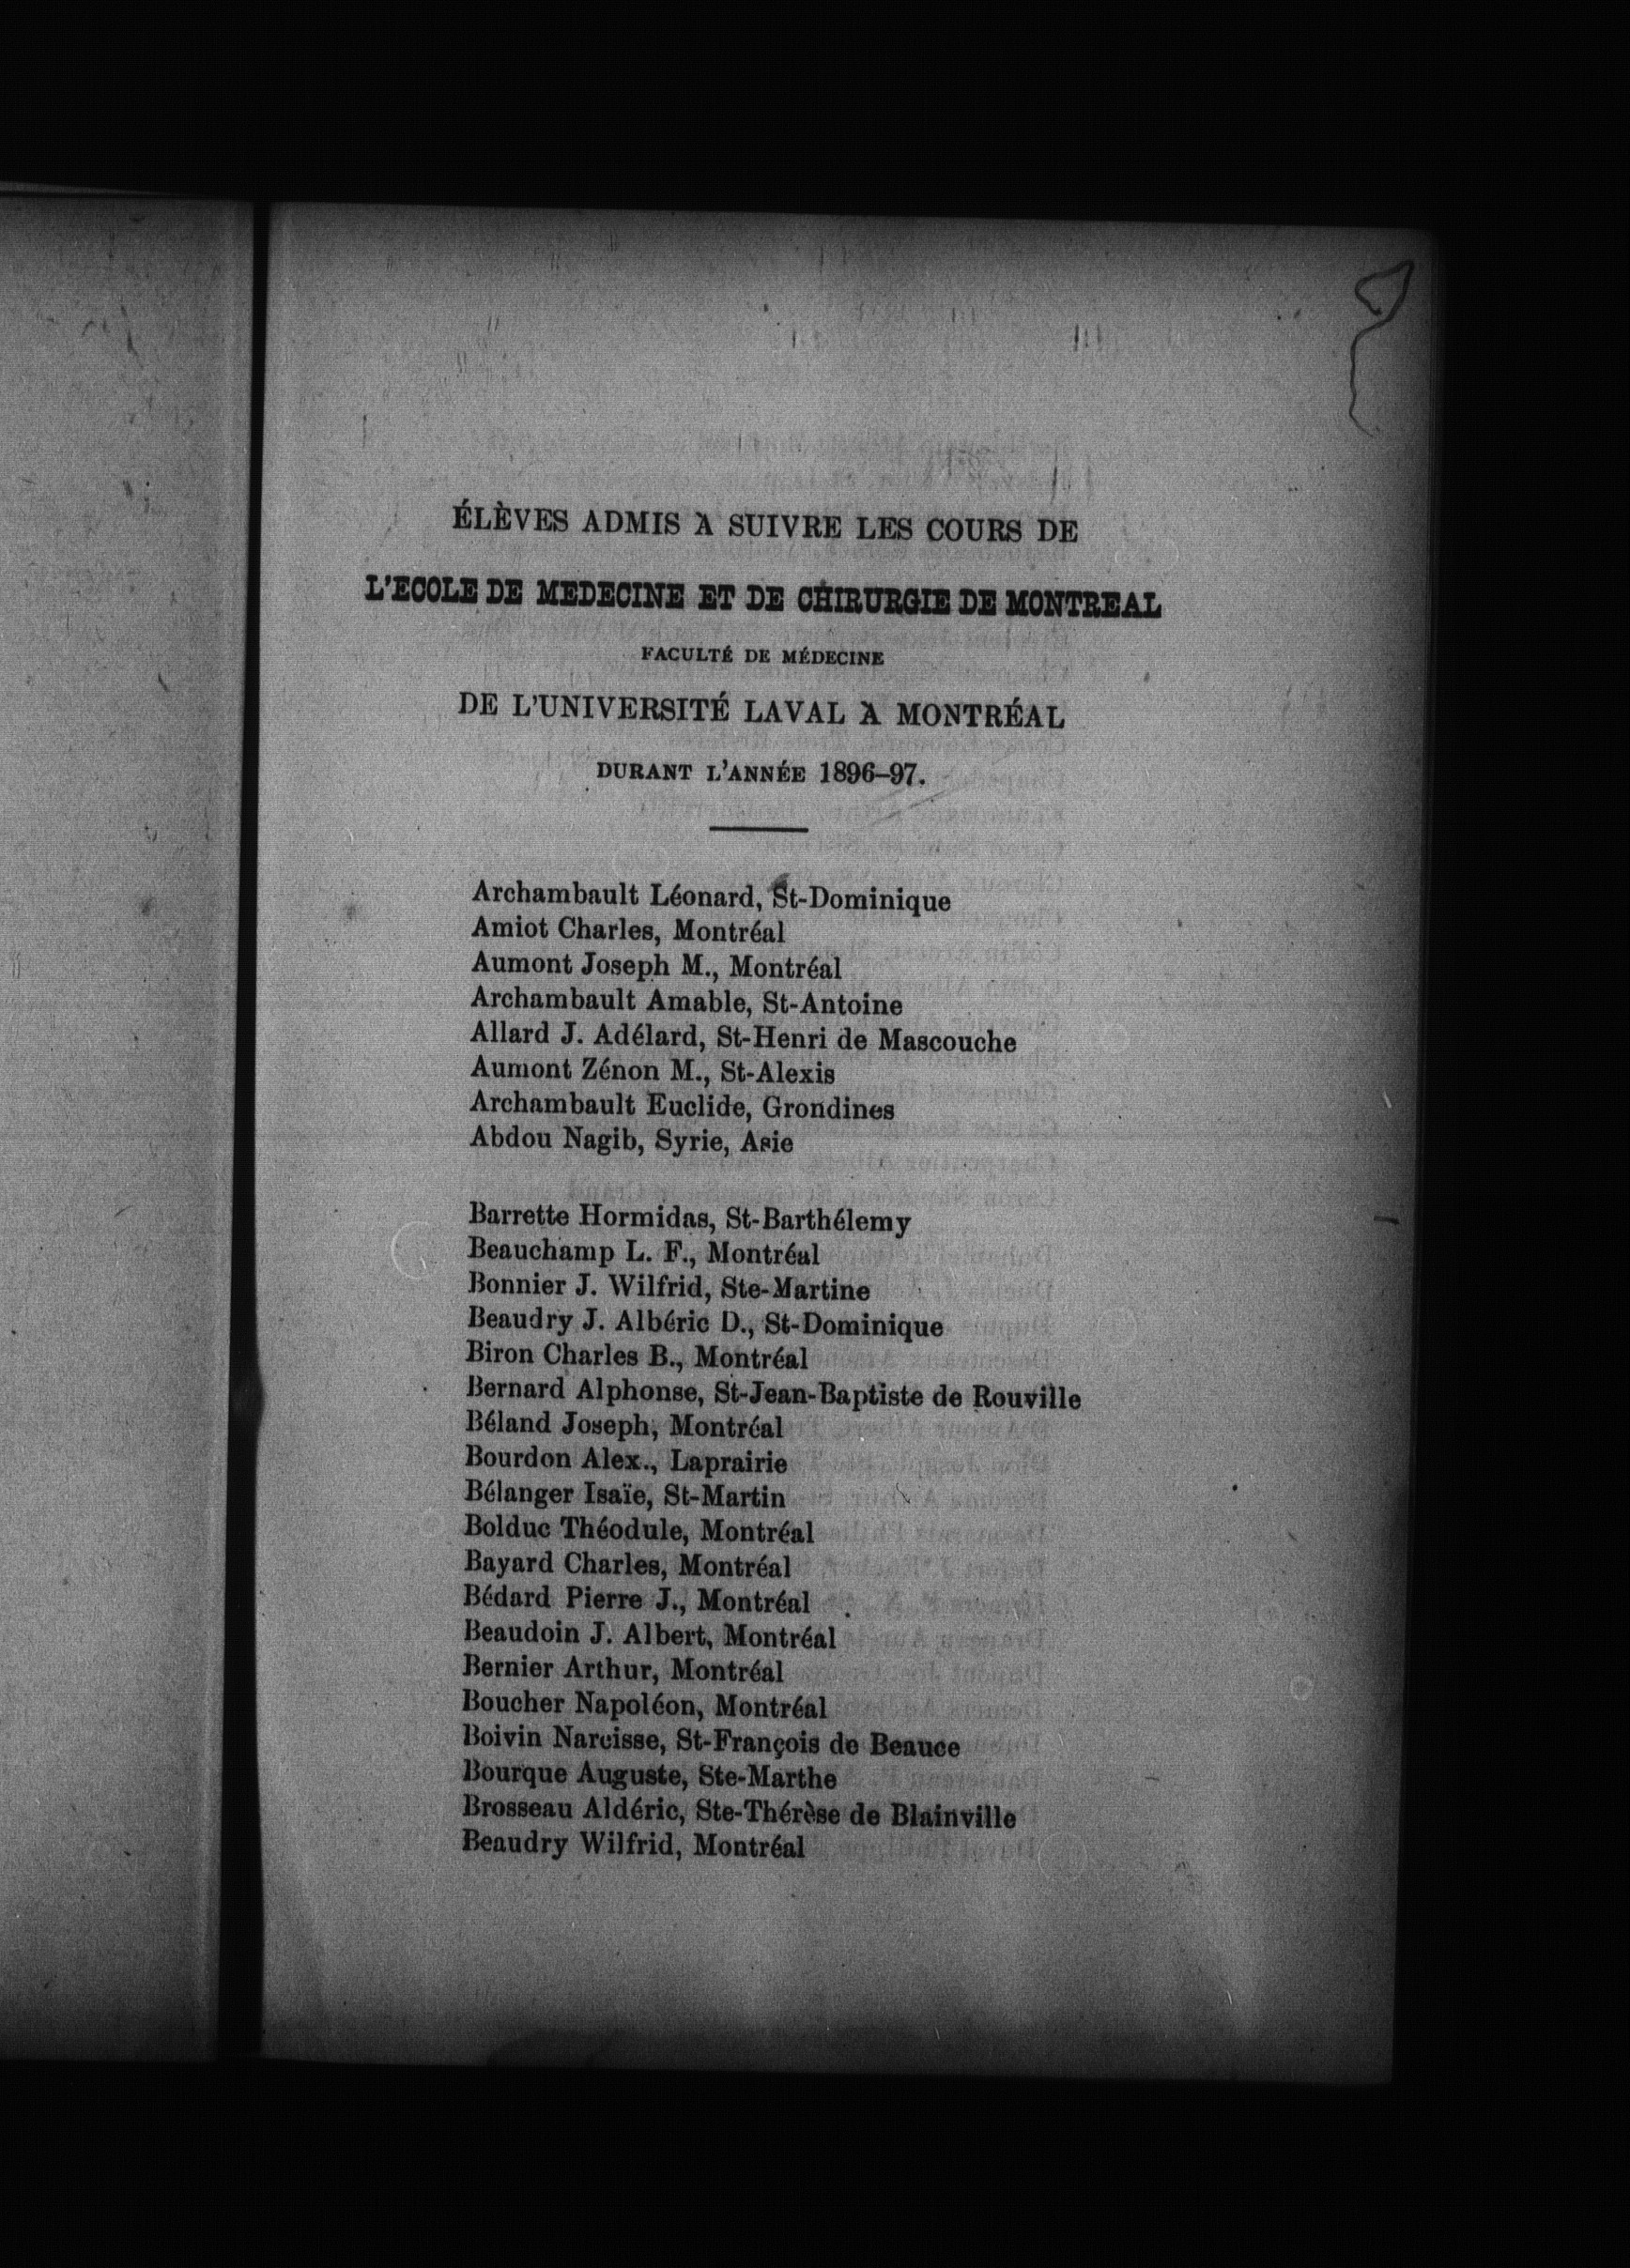 ÉLÈVES ADMIS À SUIVRE LES COURS DE
L'ECOLE DE MEDECINE ET DE CHIRURGIE DE MONTREAL
FACULTÉ DE MÉDECINE
DE L'UNIVERSITÉ LAVAL À MONTRÉAL
DURANT L'ANNÉE 1896–97.
Archambault Léonard, St-Dominique
Amiot Charles, Montréal
Aumont Joseph M., Montréal
Archambault Amable, St-Antoine
Allard J. Adélard, St-Henri de Mascouche
Aumont Zénon M., St-Alexis
Archambault Euclide, Grondines
Abdou Nagib, Syrie, Asie
Barrette Hormidas, St-Barthélemy
Beauchamp L. F., Montréal
Bonnier J. Wilfrid, Ste-Martine
Beaudry J. Albéric D., St-Dominique
Biron Charles B., Montréal
Bernard Alphonse, St-Jean-Baptiste de Rouville
Béland Joseph, Montréal
Bourdon Alex., Laprairie
Bélanger Isaïe, St-Martin
Bolduc Théodule, Montréal
Bayard Charles, Montréal
Bédard Pierre J., Montréal
Beaudoin J. Albert, Montréal
Bernier Arthur, Montréal
Boucher Napoléon, Montréal
Boivin Narcisse, St-François de Beauce
Bourque Auguste, Ste-Marthe
Brosseau Aldéric, Ste-Thérèse de Blainville
Beaudry Wilfrid, Montréal